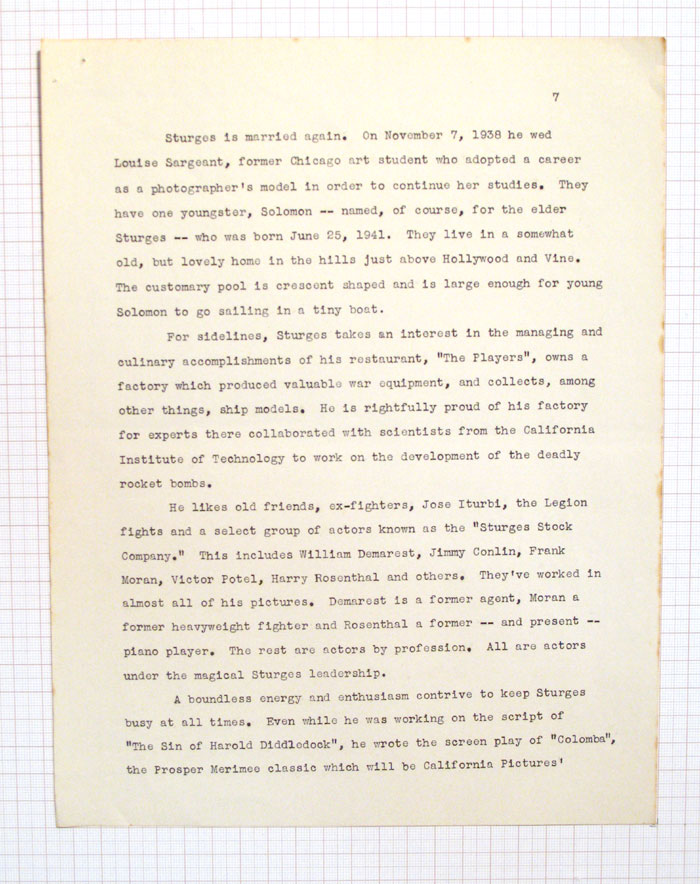 7
Sturges is married again. On November 7, 1938 he wed
Louise Sargeant, former Chicago art student who adopted a career
as a photographer's model in order to continue her studies. They
have one youngster, Solomon -- named, of course, for the elder
Sturges -- who was born June 25, 1941. They live in a somewhat
old, but lovely home in the hills just above Hollywood and Vine.
The customary pool is crescent shaped and is large enough for young
Solomon to go sailing in a tiny boat.
For sidelines, Sturges takes an interest in the managing and
culinary accomplishments of his restaurant, "The Players", owns a
factory which produced valuable war equipment, and collects, among
other things, ship models. He is rightfully proud of his factory
for experts there collaborated with scientists from the California
Institute of Technology to work on the development of the deadly
rocket bombs.
He likes old friends, ex-fighters, Jose Iturbi, the Legion
fights and a select group of actors known as the "Sturges Stock
Company." This includes William Demarest, Jimmy Conlin, Frank
Moran, Victor Potel, Harry Rosenthal and others. They've worked in
almost all of his pictures. Demarest is a former agent, Moran a
former heavyweight fighter and Rosenthal a former -- and present --
piano player. The rest are actors by profession. All are actors
under the magical Sturges leadership.
A boundless energy and enthusiasm contrive to keep Sturges
busy at all times. Even while he was working on the script of
"The Sin of Harold Diddledock", he wrote the screen play of "Colomba",
the Prosper Merimee classic which will be California Pictures'